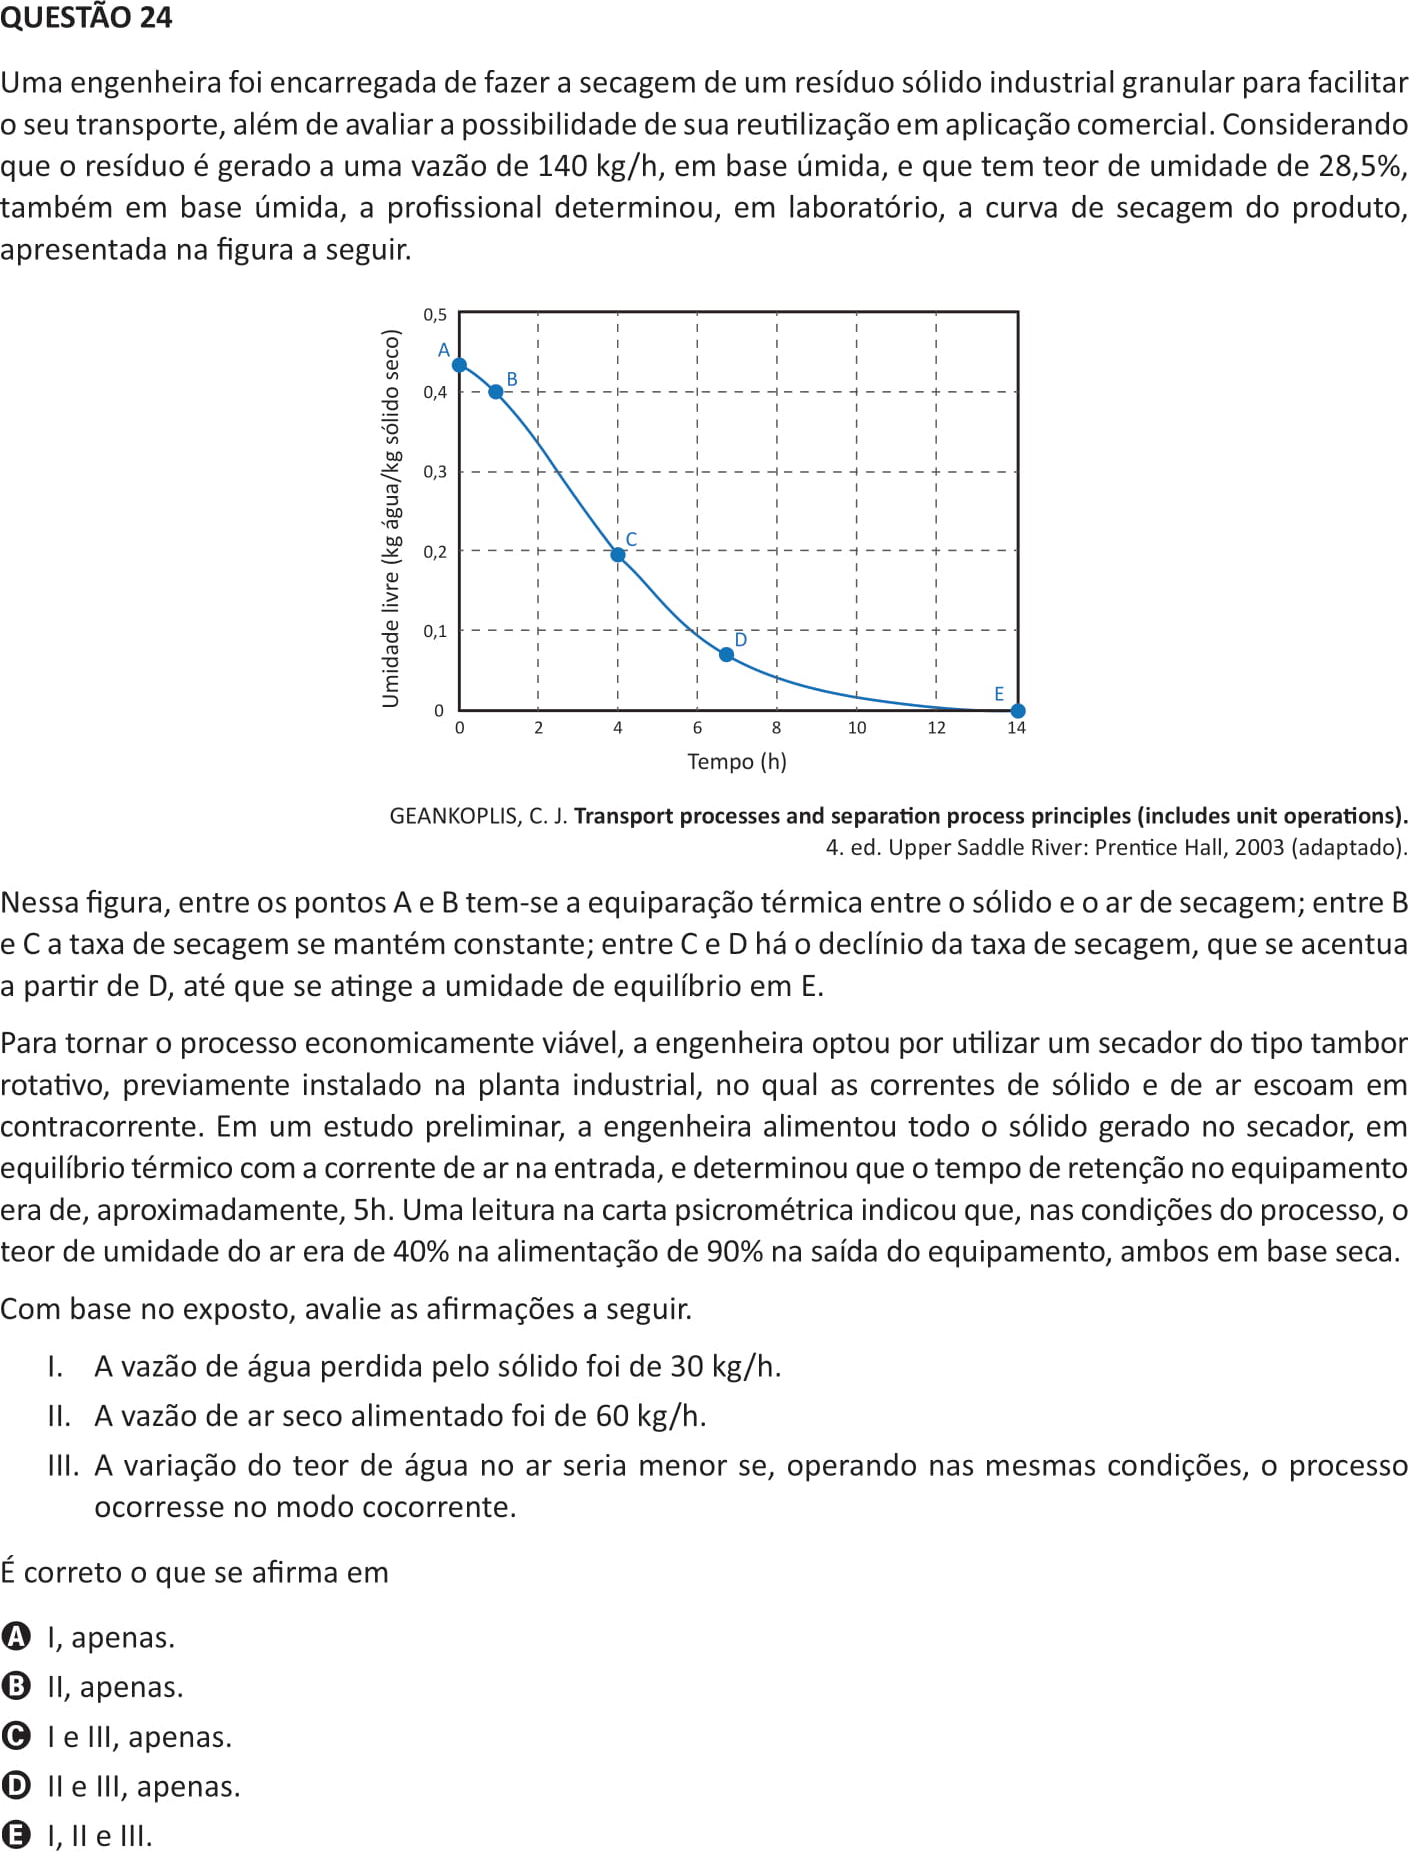 QUESTÃO 24
Uma engenheira foi encarregada de fazer a secagem de um resíduo sólido industrial granular para facilitar
o seu transporte, além de avaliar a possibilidade de sua reutilização em aplicação comercial. Considerando
que o resíduo é gerado a uma vazão de 140 kg/h, em base úmida, e que tem teor de umidade de 28,5%,
também em base úmida, a profissional determinou, em laboratório, a curva de secagem do produto,
apresentada na figura a seguir.
Umidade livre (kg água/kg sólido seco)
0,5
A
B
0,4
0,3
C
0,2
0,1
D
E
0
0 2 4 6 8 10 12 14
Tempo (h)
GEANKOPLIS, C. J. Transport processes and separation process principles (includes unit operations).
4. ed. Upper Saddle River: Prentice Hall, 2003 (adaptado).
Nessa figura, entre os pontos A e B tem-se a equiparação térmica entre o sólido e o ar de secagem; entre B
e C a taxa de secagem se mantém constante; entre C e D há o declínio da taxa de secagem, que se acentua
a partir de D, até que se atinge a umidade de equilíbrio em E.
Para tornar o processo economicamente viável, a engenheira optou por utilizar um secador do tipo tambor
rotativo, previamente instalado na planta industrial, no qual as correntes de sólido e de ar escoam em
contracorrente. Em um estudo preliminar, a engenheira alimentou todo o sólido gerado no secador, em
equilíbrio térmico com a corrente de ar na entrada, e determinou que o tempo de retenção no equipamento
era de, aproximadamente, 5h. Uma leitura na carta psicrométrica indicou que, nas condições do processo, o
teor de umidade do ar era de 40% na alimentação de 90% na saída do equipamento, ambos em base seca.
Com base no exposto, avalie as afirmações a seguir.
I. A vazão de água perdida pelo sólido foi de 30 kg/h.
II. A vazão de ar seco alimentado foi de 60 kg/h.
III. A variação do teor de água no ar seria menor se, operando nas mesmas condições, o processo
ocorresse no modo cocorrente.
É correto o que se afirma em
A I, apenas.
B II, apenas.
C I e III, apenas.
D II e III, apenas.
E I, II e III.